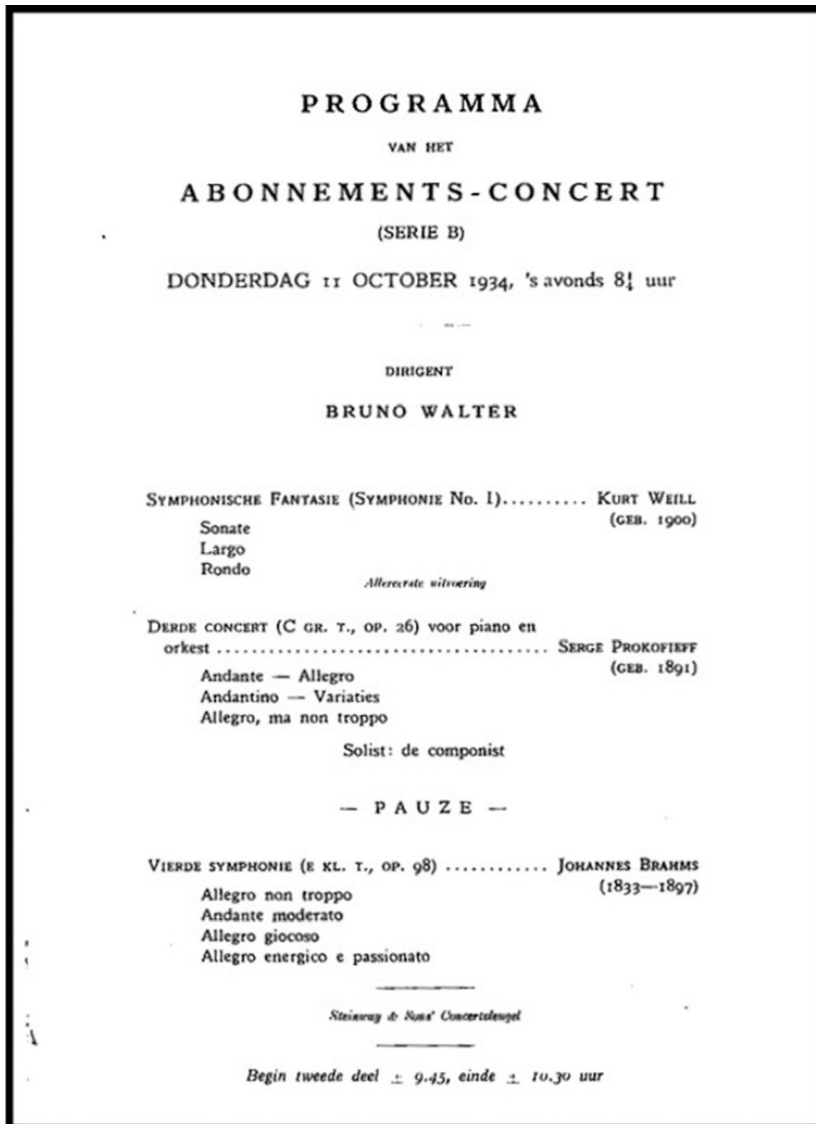 PROGRAMMA
VAN HET
ABONNEMENTS-CONCERT
(SERIE B)
DONDERDAG 11 OCTOBER 1934, 's avonds 8¼ uur
DIRIGENT
BRUNO WALTER
SYMPHONISCHE FANTASIE (SYMPHONIE No. I).......... KURT WEILL
(GEB. 1900)
Sonate
Largo
Rondo
Allereerste uitvoering
DERDE CONCERT (C GR. T., OP. 26) voor piano en
orkest ..................................... SERGE PROKOFIEFF
(GEB. 1891)
Andante — Allegro
Andantino — Variaties
Allegro, ma non troppo
Solist: de componist
— PAUZE —
VIERDE SYMPHONIE (E KL. T., OP. 98) ............ JOHANNES BRAHMS
(1833—1897)
Allegro non troppo
Andante moderato
Allegro giocoso
Allegro energico e passionato
Steinway & Sons' Concertvleugel
Begin tweede deel ± 9.45, einde ± 10.30 uur